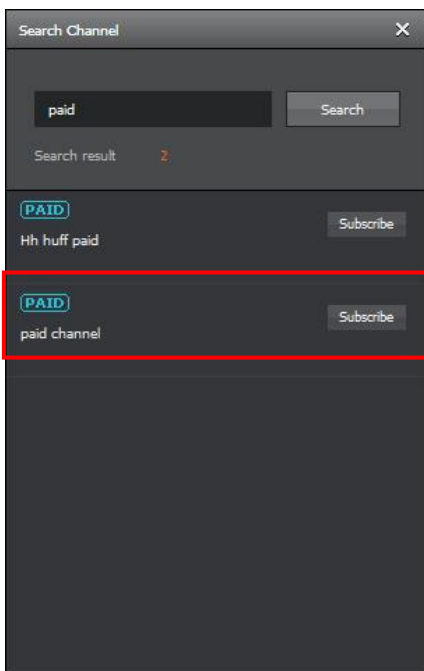 Search Channel
paid Search
Search result 2
PAID
Hh huff paid
Subscribe
PAID
paid channel
Subscribe